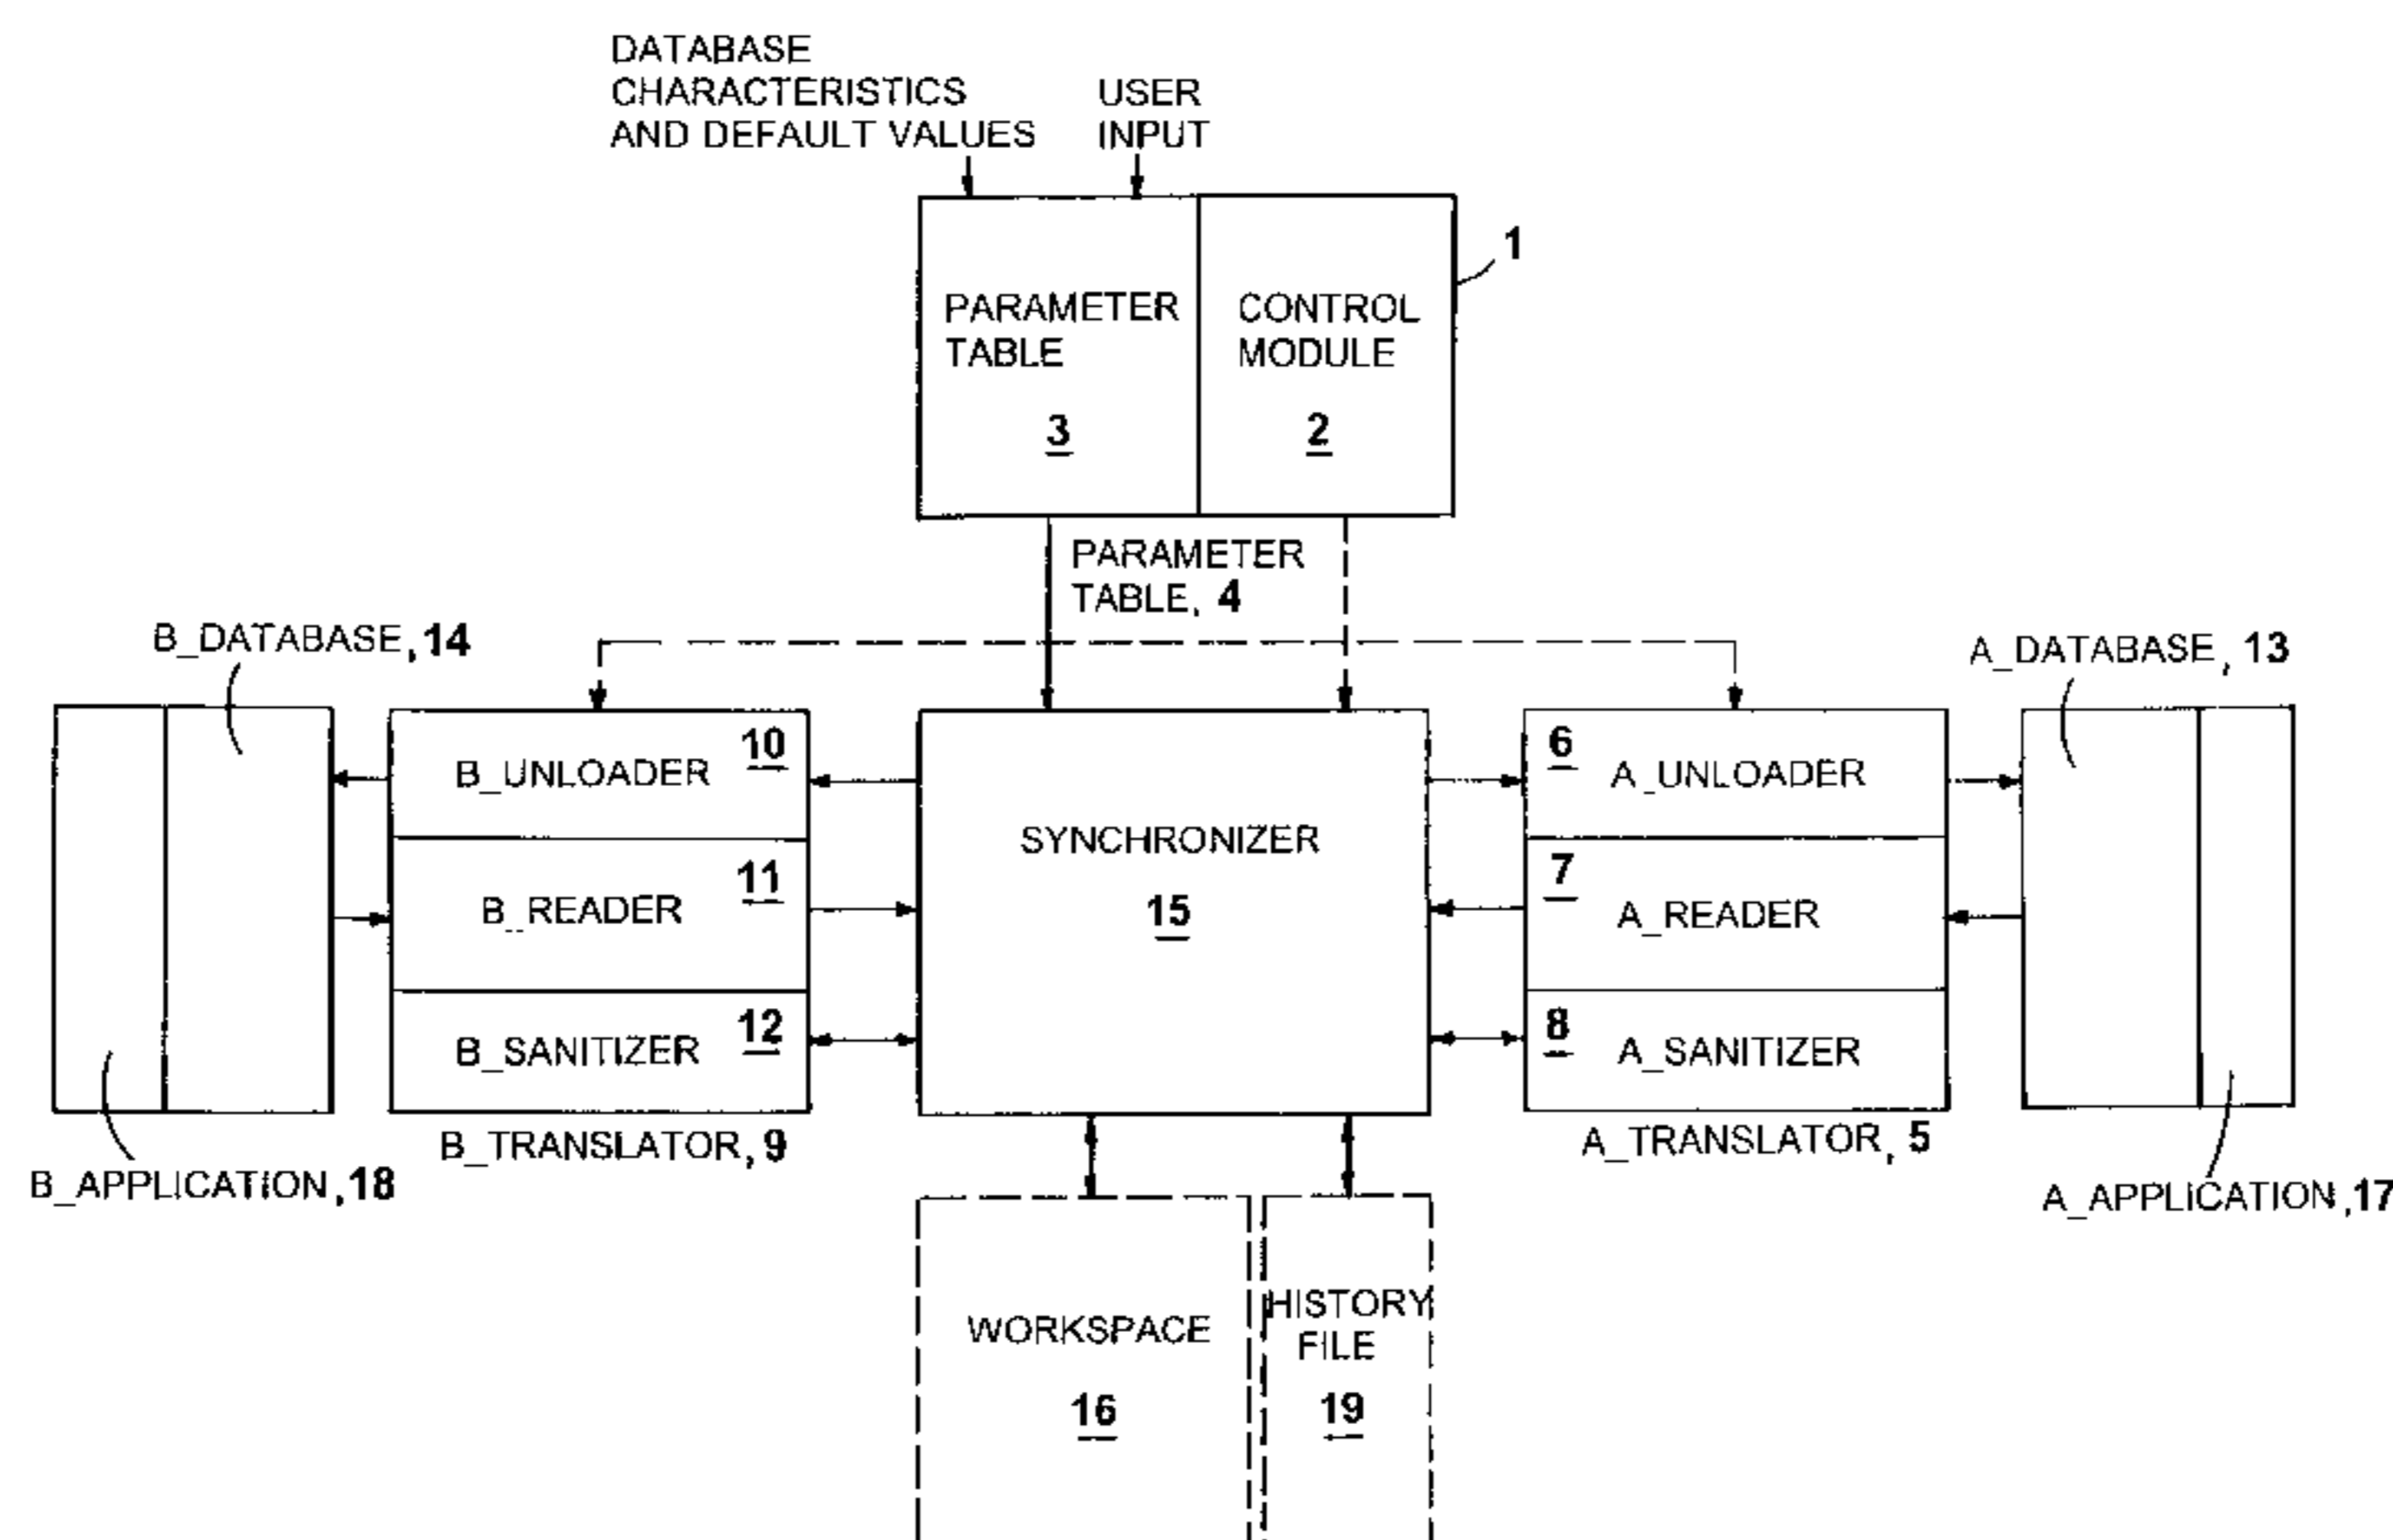 DATABASE
CHARACTERISTICS
AND DEFAULT VALUES
USER
INPUT
1
PARAMETER
TABLE
3
CONTROL
MODULE
2
PARAMETER
TABLE, 4
B_DATABASE, 14
A_DATABASE, 13
B_UNLOADER
10
B_READER
11
B_SANITIZER
12
SYNCHRONIZER
15
6
A_UNLOADER
7
A_READER
8
A_SANITIZER
B_TRANSLATOR, 9
A_TRANSLATOR, 5
B_APPLICATION, 18
A_APPLICATION, 17
WORKSPACE
16
HISTORY
FILE
19